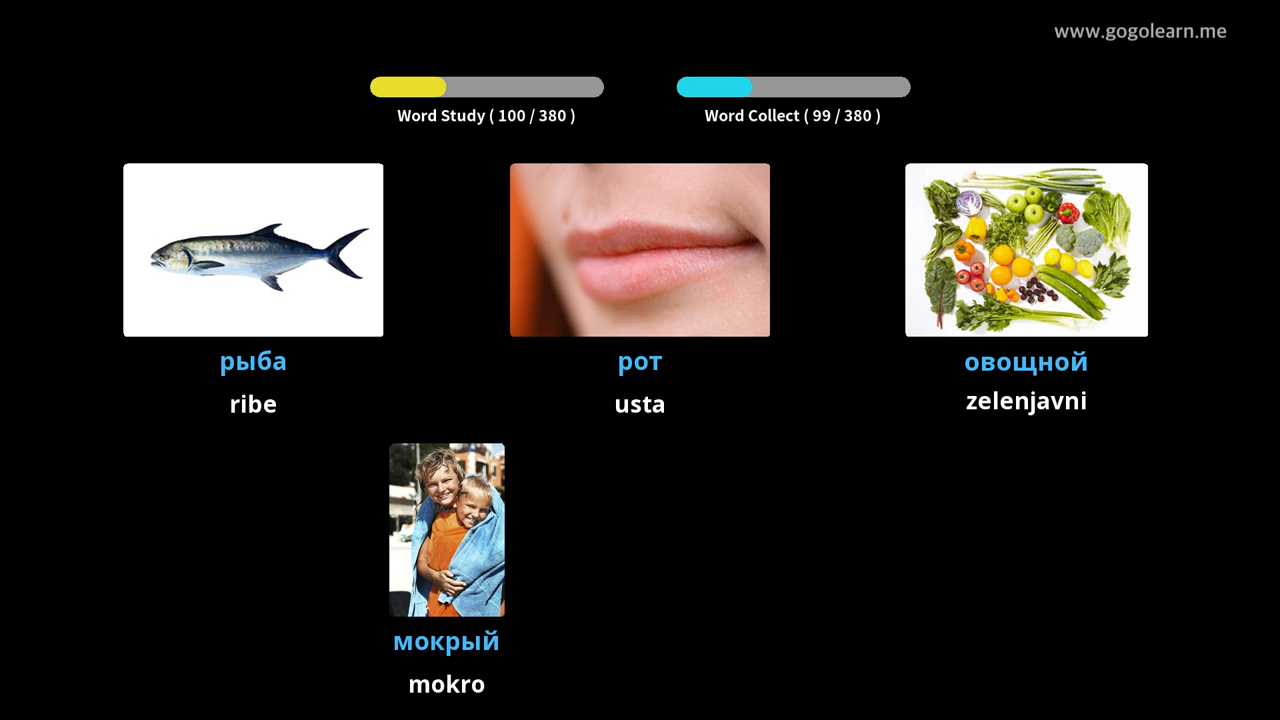 www.gogolearn.me
Word Study ( 100 / 380 )
Word Collect ( 99 / 380 )
рыба
рот
овощной
ribe
usta
zelenjavni
мокрый
mokro